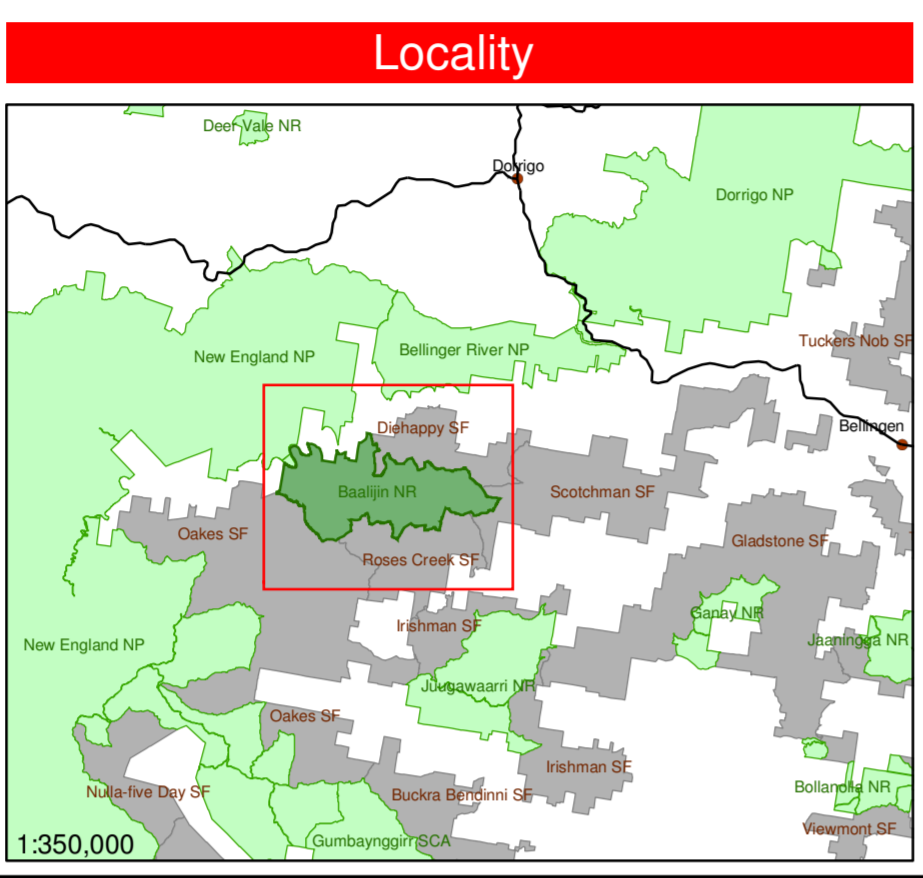 Locality
Deer Vale NR
Dorrigo
Dorrigo NP
Tuckers Nob SF
New England NP
Bellinger River NP
Diehappy SF
Bellingen
Baalijin NR
Scotchman SF
Oakes SF
Gladstone SF
Roses Creek SF
Ganay NR
Irishman SF
New England NP
Jaaningga NR
Juugawaarri NR
Oakes SF
Irishman SF
Nulla-five Day SF
Buckra Bendinni SF
Bollanolla NR
Viewmont SF
Gumbaynggirr SCA
1:350,000